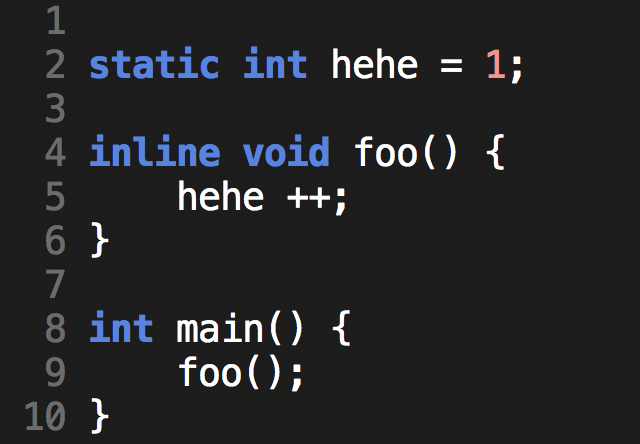 1
2 static int hehe = 1;
3
4 inline void foo() {
5     hehe ++;
6 }
7
8 int main() {
9     foo();
10 }